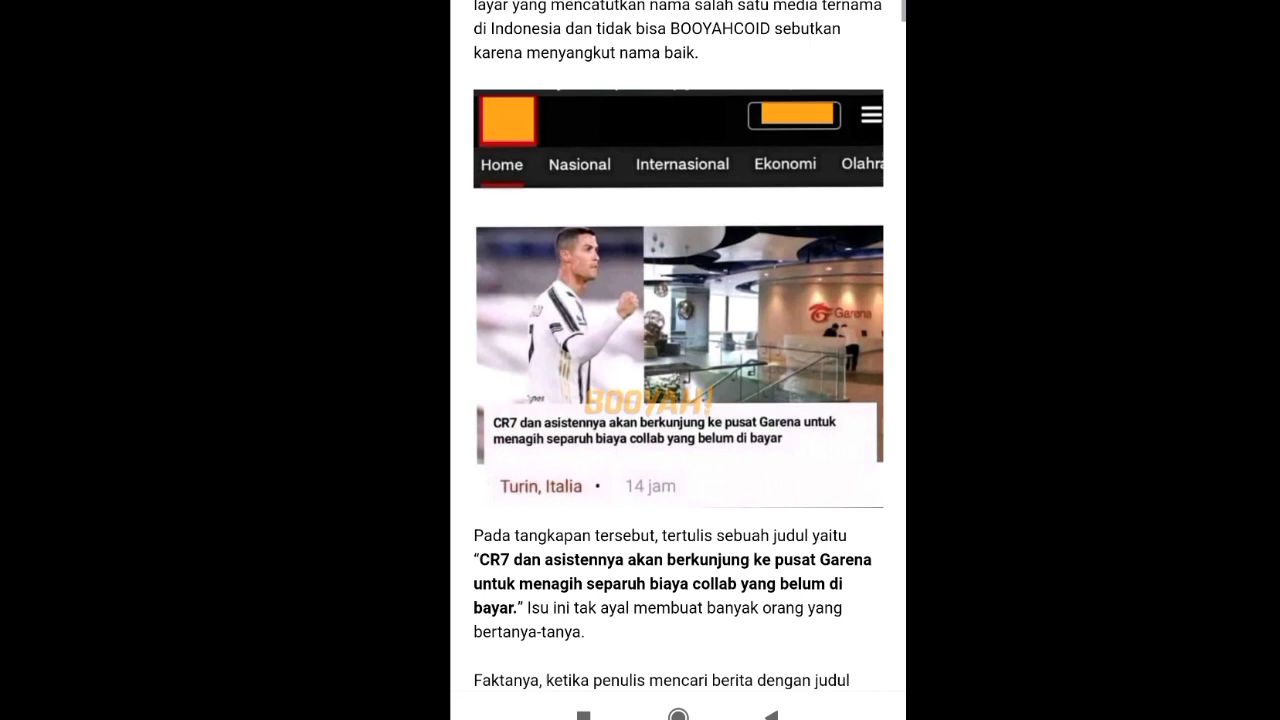 layar yang mencatutkan nama salah satu media ternama
di Indonesia dan tidak bisa BOOYAHCOID sebutkan
karena menyangkut nama baik.
Home Nasional Internasional Ekonomi Olahra
Garena
BOOYAH!
CR7 dan asistennya akan berkunjung ke pusat Garena untuk
menagih separuh biaya collab yang belum di bayar
Turin, Italia • 14 jam
Pada tangkapan tersebut, tertulis sebuah judul yaitu
“CR7 dan asistennya akan berkunjung ke pusat Garena
untuk menagih separuh biaya collab yang belum di
bayar.” Isu ini tak ayal membuat banyak orang yang
bertanya-tanya.
Faktanya, ketika penulis mencari berita dengan judul